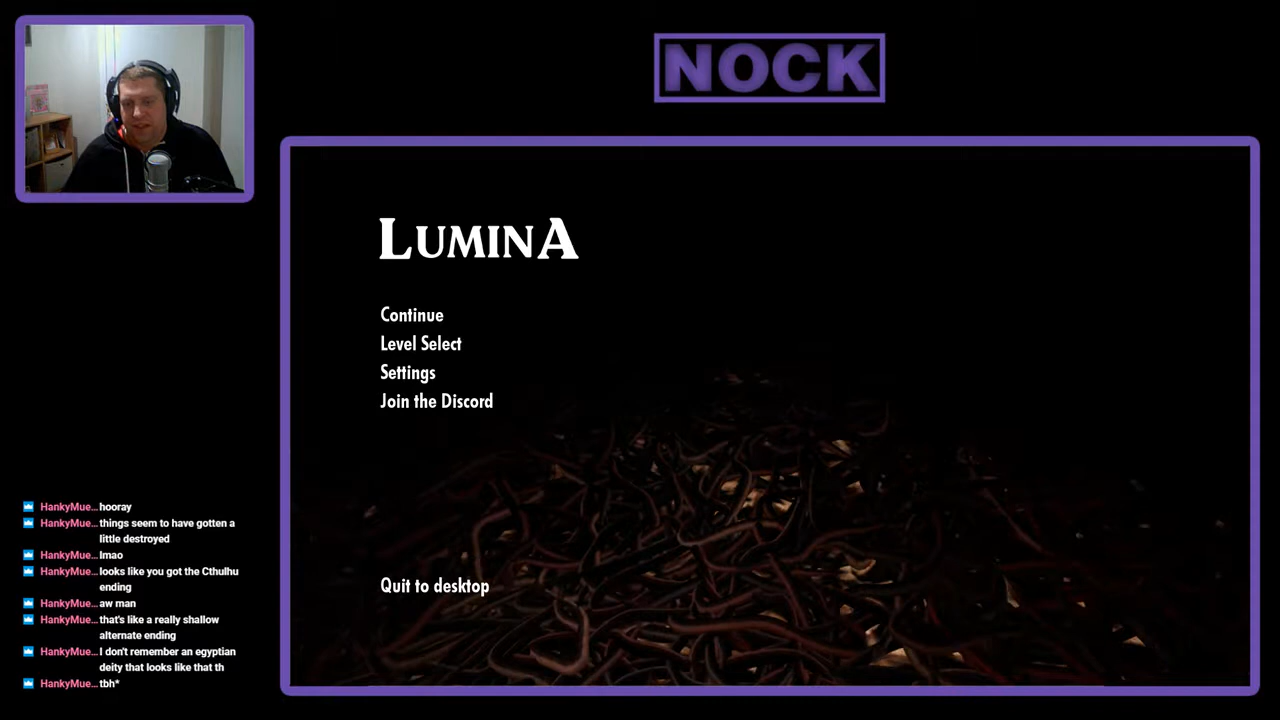 NOCK
LUMINA
Continue
Level Select
Settings
Join the Discord
Quit to desktop
HankyMue... hooray
HankyMue... things seem to have gotten a
little destroyed
HankyMue... lmao
HankyMue... looks like you got the Cthulhu
ending
HankyMue... aw man
HankyMue... that's like a really shallow
alternate ending
HankyMue... I don't remember an egyptian
deity that looks like that th
HankyMue... tbh*